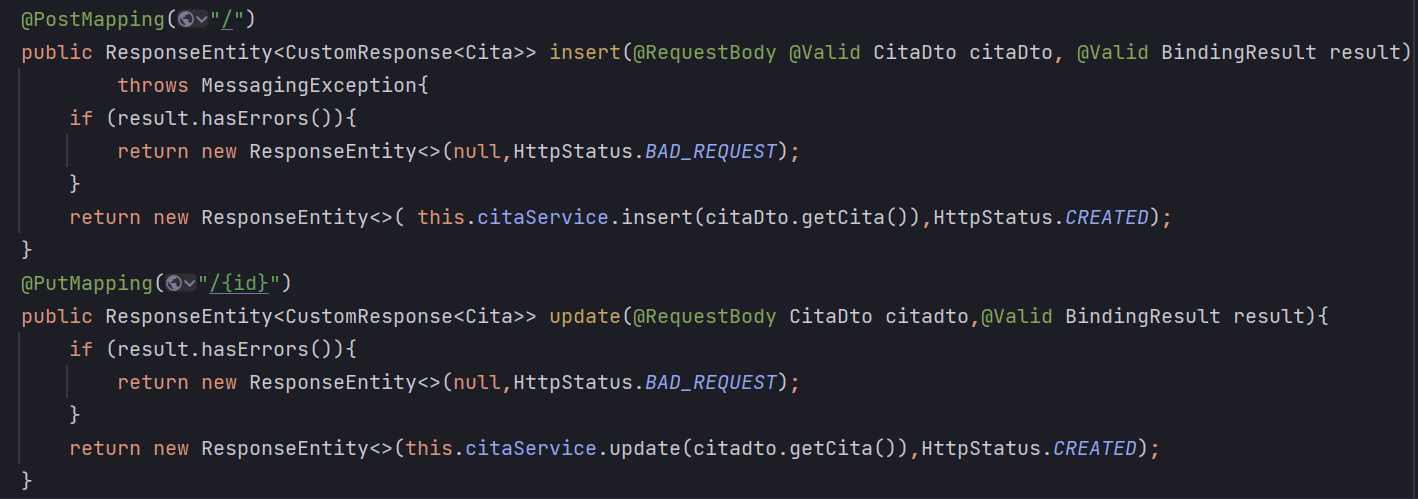 @PostMapping("/")
public ResponseEntity<CustomResponse<Cita>> insert(@RequestBody @Valid CitaDto citaDto, @Valid BindingResult result)
        throws MessagingException{
    if (result.hasErrors()){
        return new ResponseEntity<>(null,HttpStatus.BAD_REQUEST);
    }
    return new ResponseEntity<>( this.citaService.insert(citaDto.getCita()),HttpStatus.CREATED);
}
@PutMapping("/{id}")
public ResponseEntity<CustomResponse<Cita>> update(@RequestBody CitaDto citadto,@Valid BindingResult result){
    if (result.hasErrors()){
        return new ResponseEntity<>(null,HttpStatus.BAD_REQUEST);
    }
    return new ResponseEntity<>(this.citaService.update(citadto.getCita()),HttpStatus.CREATED);
}